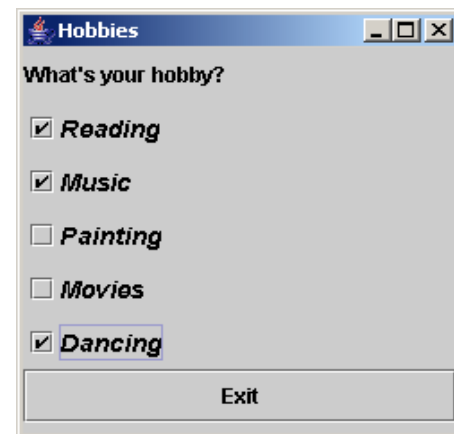 Hobbies
What's your hobby?
Reading
Music
Painting
Movies
Dancing
Exit